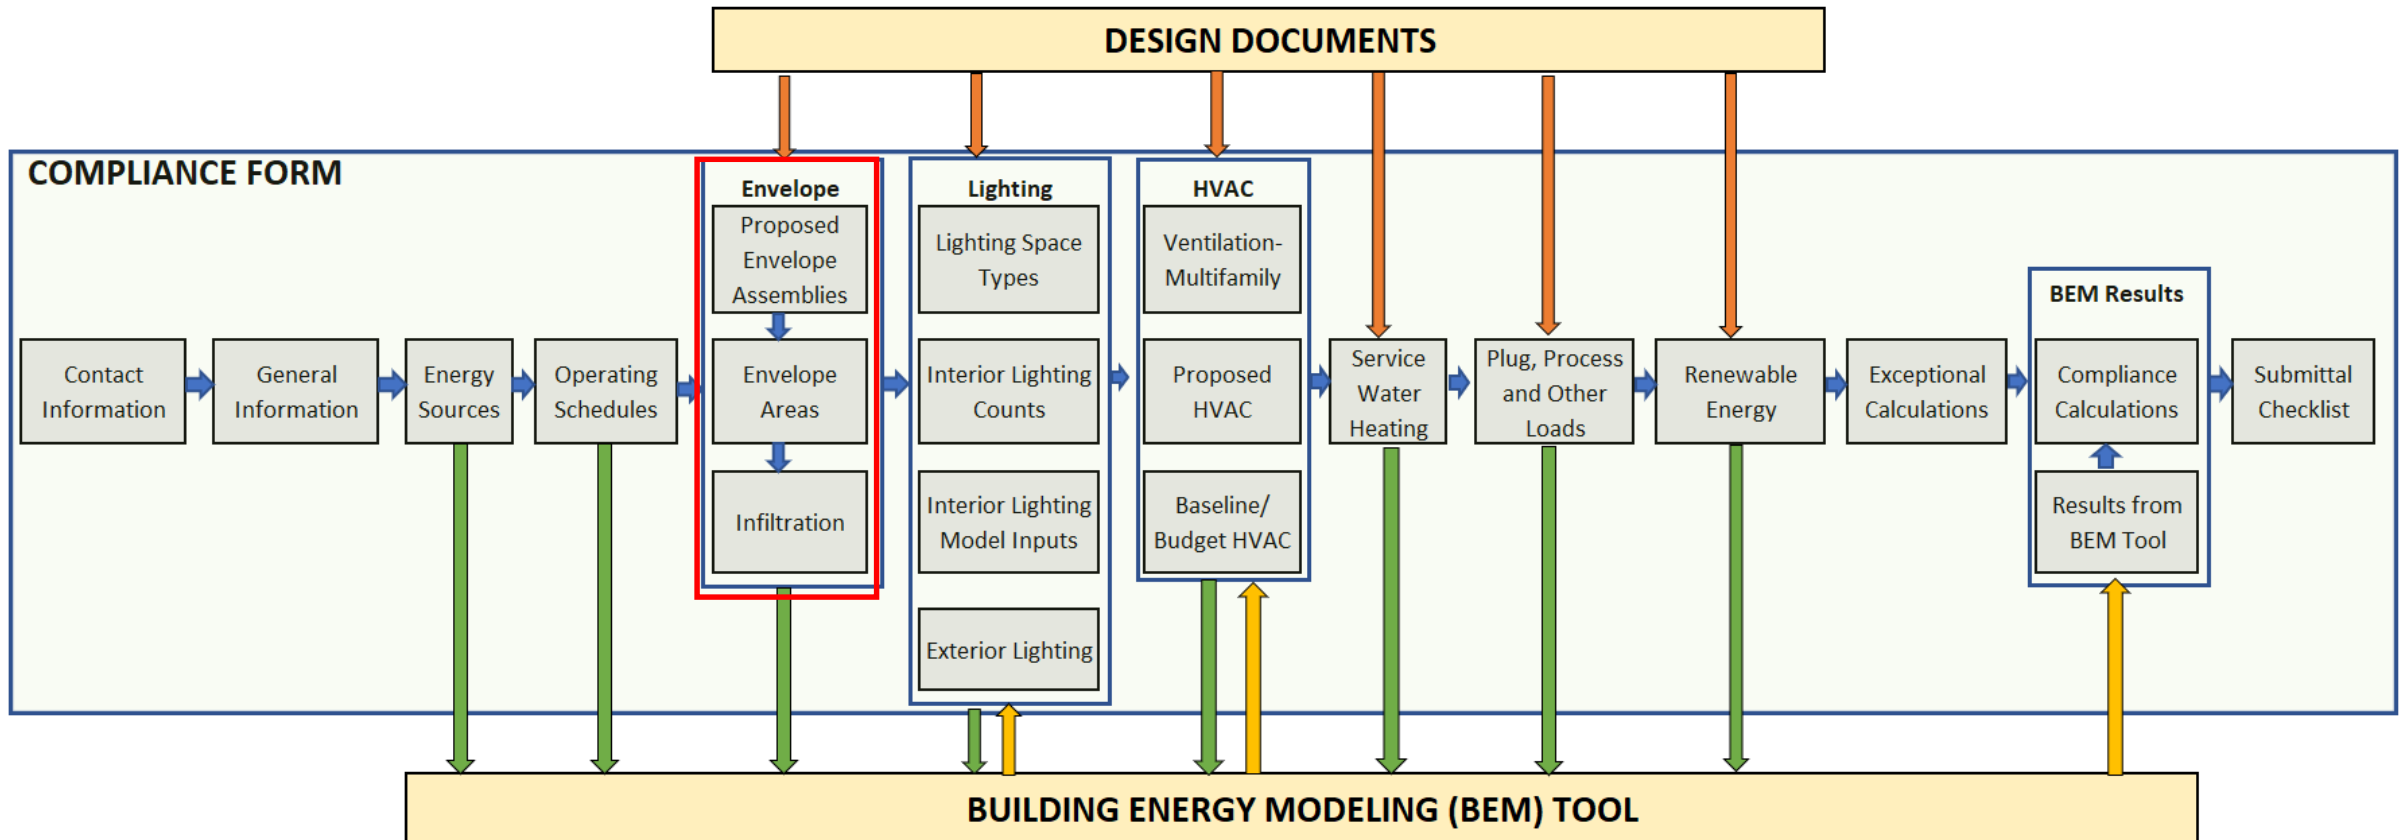 DESIGN DOCUMENTS
COMPLIANCE FORM
Contact
Information
General
Information
Energy
Sources
Operating
Schedules
Envelope
Proposed
Envelope
Assemblies
Envelope
Areas
Infiltration
Lighting
Lighting Space
Types
Interior Lighting
Counts
Interior Lighting
Model Inputs
Exterior Lighting
HVAC
Ventilation-
Multifamily
Proposed
HVAC
Baseline/
Budget HVAC
Service
Water
Heating
Plug, Process
and Other
Loads
Renewable
Energy
Exceptional
Calculations
BEM Results
Compliance
Calculations
Results from
BEM Tool
Submittal
Checklist
BUILDING ENERGY MODELING (BEM) TOOL